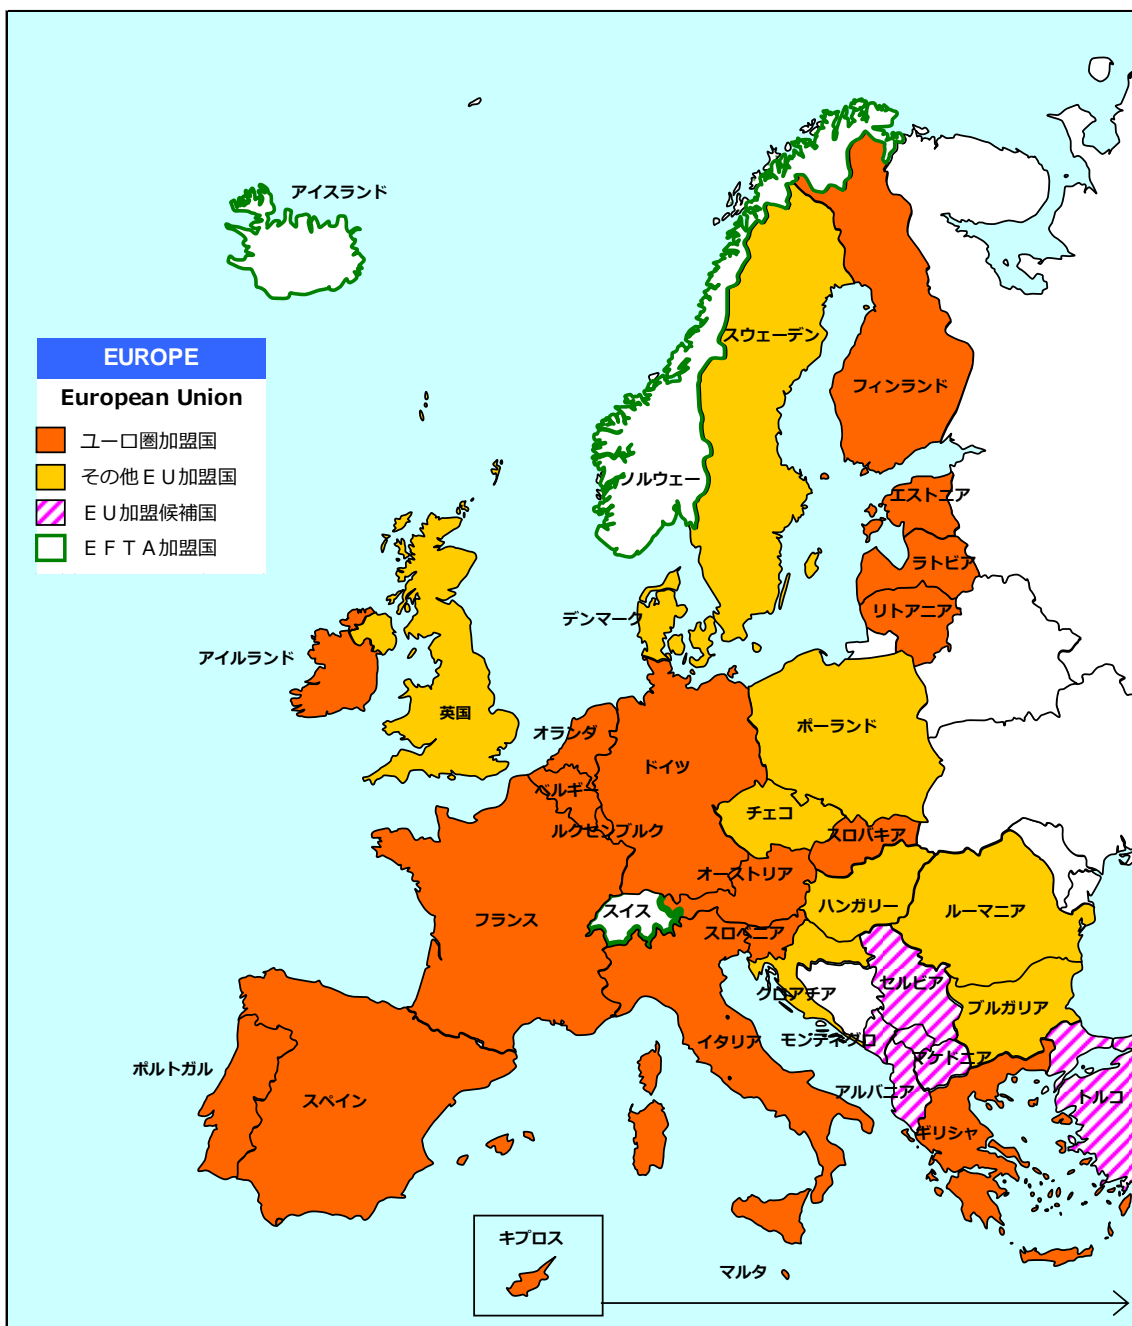 アイスランド
EUROPE
European Union
ユーロ圏加盟国
その他ＥＵ加盟国
ＥＵ加盟候補国
ＥＦＴＡ加盟国
スウェーデン
フィンランド
ノルウェー
エストニア
ラトビア
リトアニア
デンマーク
アイルランド
英国
オランダ
ポーランド
ドイツ
ベルギー
チェコ
ルクセンブルク
スロバキア
オーストリア
ハンガリー
ルーマニア
スイス
フランス
スロベニア
セルビア
クロアチア
ブルガリア
イタリア
モンテネグロ
マケドニア
ポルトガル
スペイン
アルバニア
トルコ
ギリシャ
キプロス
マルタ